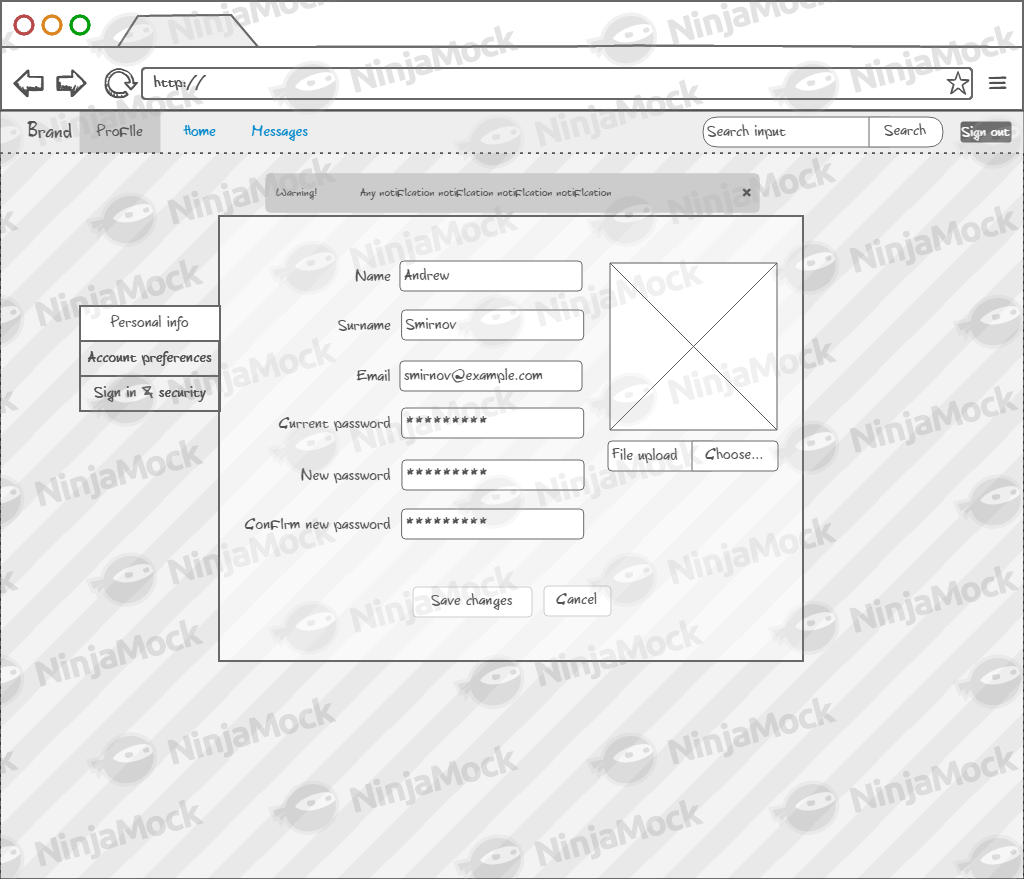 http://
Brand Profile Home Messages Search input Search Sign out
Warning! Any notification notification notification notification
Name Andrew
Surname Smirnov
Email smirnov@example.com
Current password *********
New password *********
Confirm new password *********
Personal info
Account preferences
Sign in & security
File upload Choose...
Save changes Cancel
NinjaMock